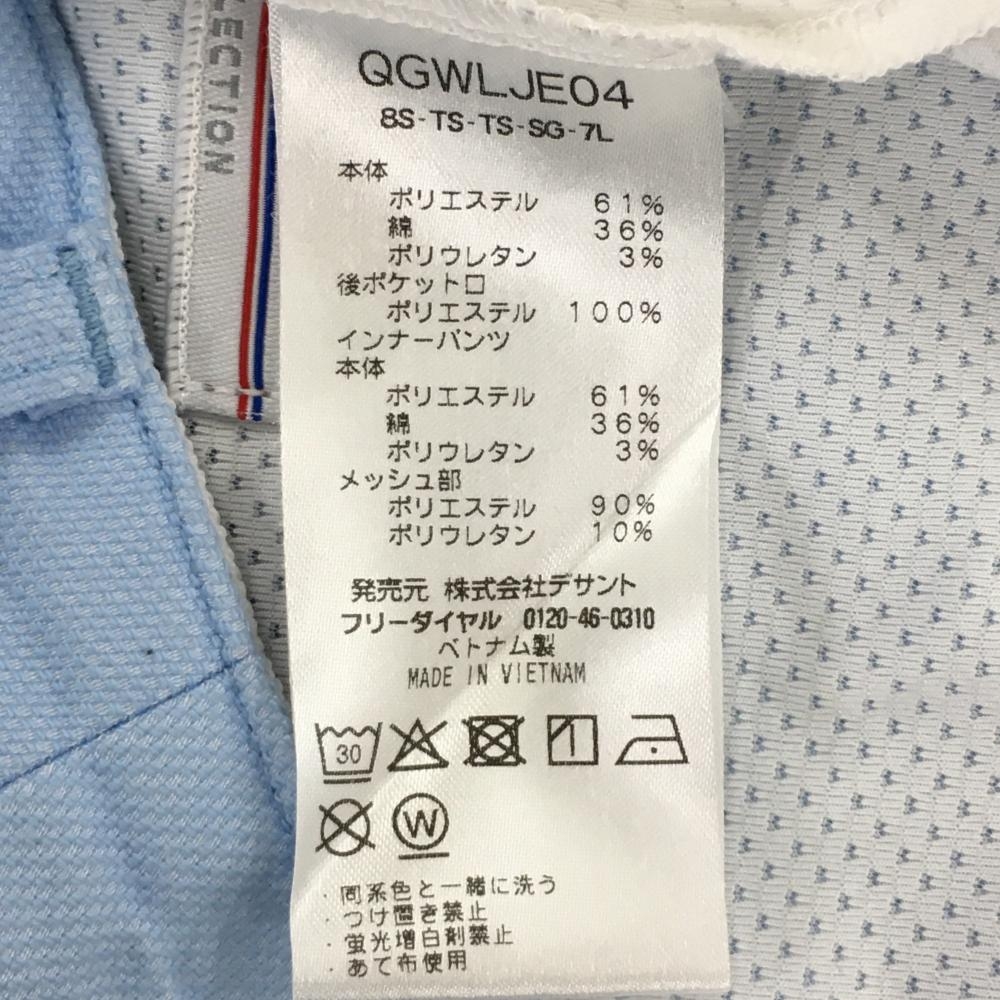 LECTION
QGWLJE04
8S-TS-TS-SG-7L
本体
ポリエステル 61%
綿 36%
ポリウレタン 3%
後ポケット口
ポリエステル 100%
インナーパンツ
本体
ポリエステル 61%
綿 36%
ポリウレタン 3%
メッシュ部
ポリエステル 90%
ポリウレタン 10%
発売元 株式会社デサント
フリーダイヤル 0120-46-0310
ベトナム製
MADE IN VIETNAM
30
W
・同系色と一緒に洗う
・つけ置き禁止
・蛍光増白剤禁止
・あて布使用